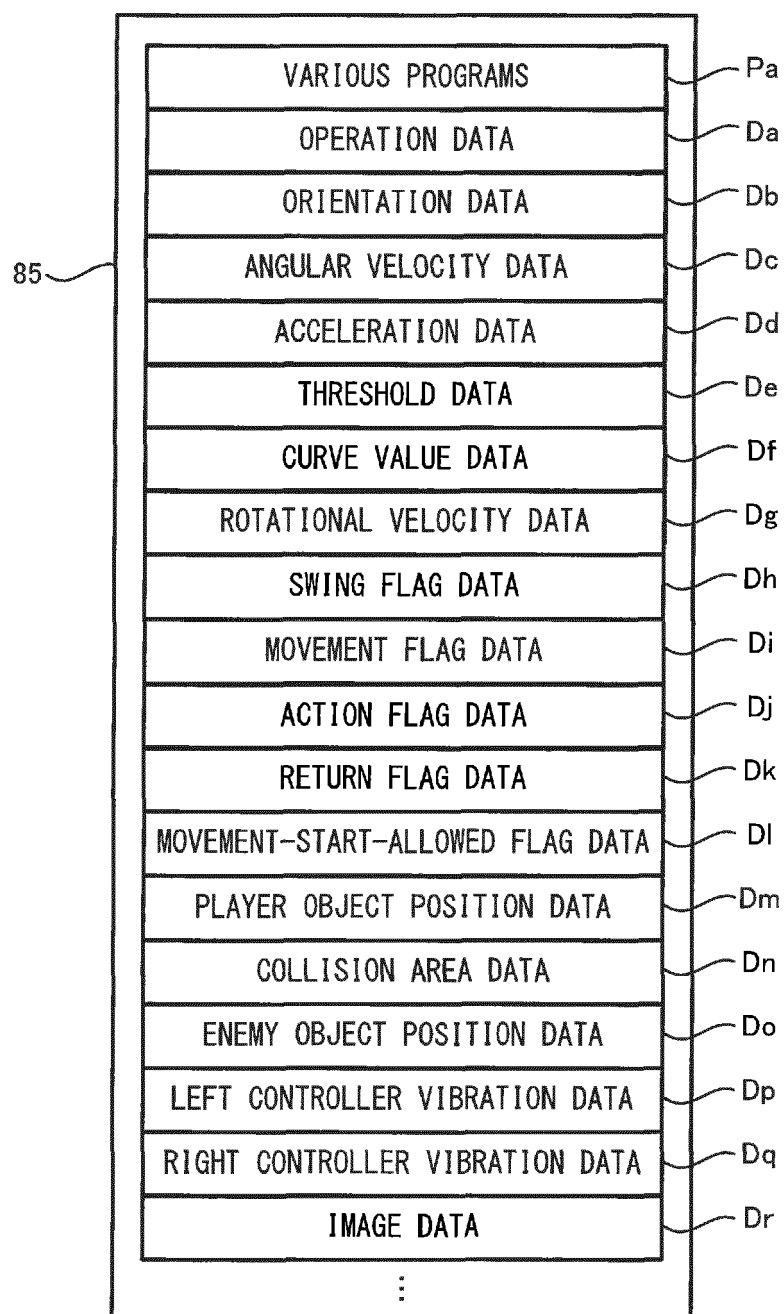 VARIOUS PROGRAMS Pa
OPERATION DATA Da
ORIENTATION DATA Db
85 ANGULAR VELOCITY DATA Dc
ACCELERATION DATA Dd
THRESHOLD DATA De
CURVE VALUE DATA Df
ROTATIONAL VELOCITY DATA Dg
SWING FLAG DATA Dh
MOVEMENT FLAG DATA Di
ACTION FLAG DATA Dj
RETURN FLAG DATA Dk
MOVEMENT-START-ALLOWED FLAG DATA Dl
PLAYER OBJECT POSITION DATA Dm
COLLISION AREA DATA Dn
ENEMY OBJECT POSITION DATA Do
LEFT CONTROLLER VIBRATION DATA Dp
RIGHT CONTROLLER VIBRATION DATA Dq
IMAGE DATA Dr
⋮